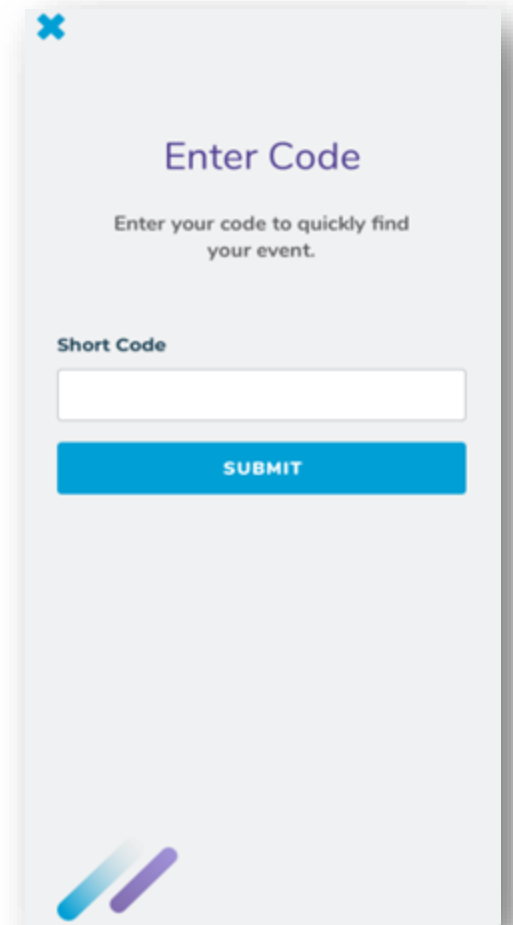 Enter Code
Enter your code to quickly find
your event.
Short Code
SUBMIT